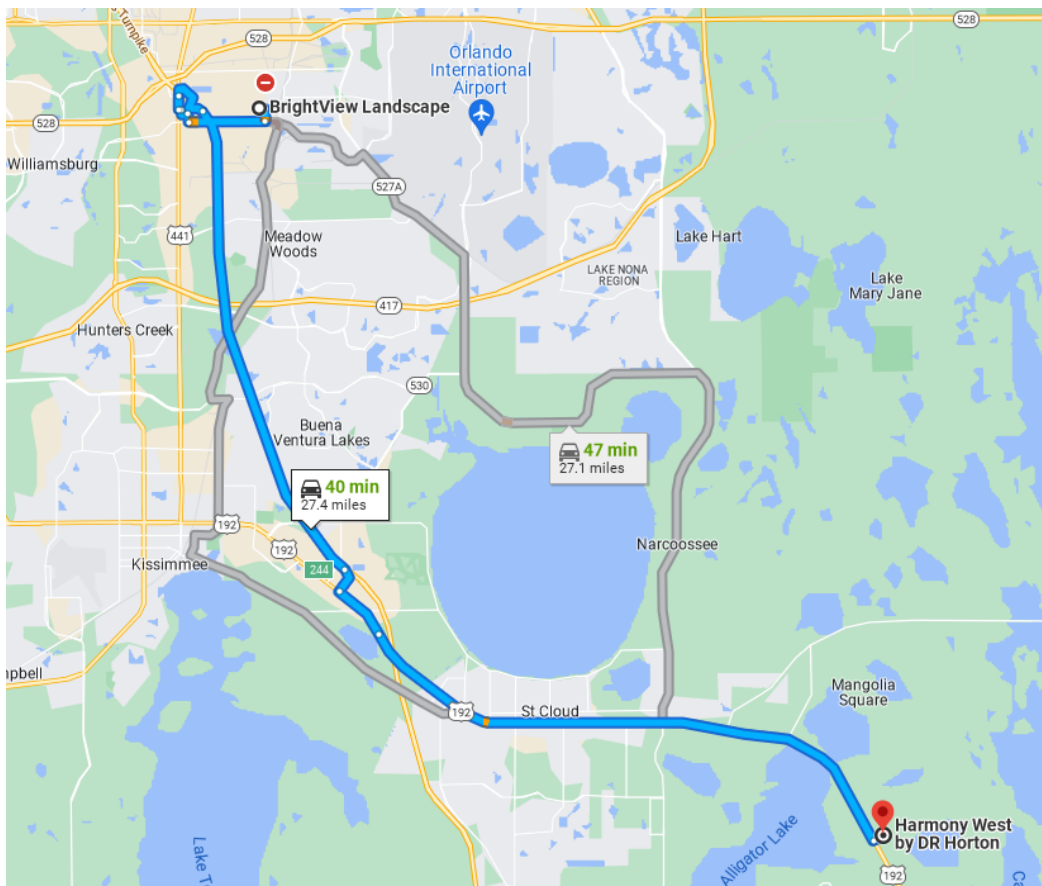 Turnpike
528
528
Orlando
International
Airport
BrightView Landscape
528
Williamsburg
527A
441
Meadow
Woods
Lake Hart
LAKE NONA
REGION
Lake
Mary Jane
417
Hunters Creek
530
Buena
Ventura Lakes
47 min
27.1 miles
40 min
27.4 miles
192
192
Narcoossee
Kissimmee
244
mpbell
Mangolia
Square
192
St Cloud
Harmony West
by DR Horton
Alligator Lake
Lake T
192